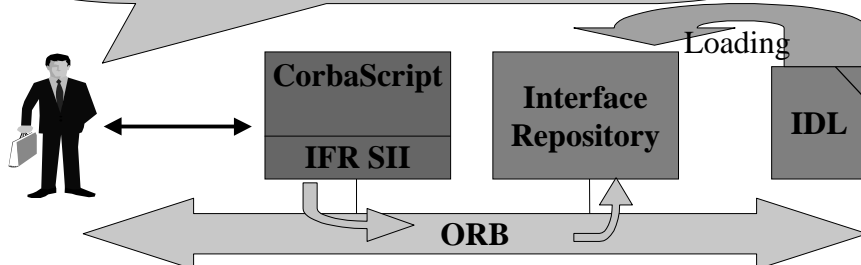 Loading
CorbaScript
IFR SII
Interface
Repository
IDL
ORB